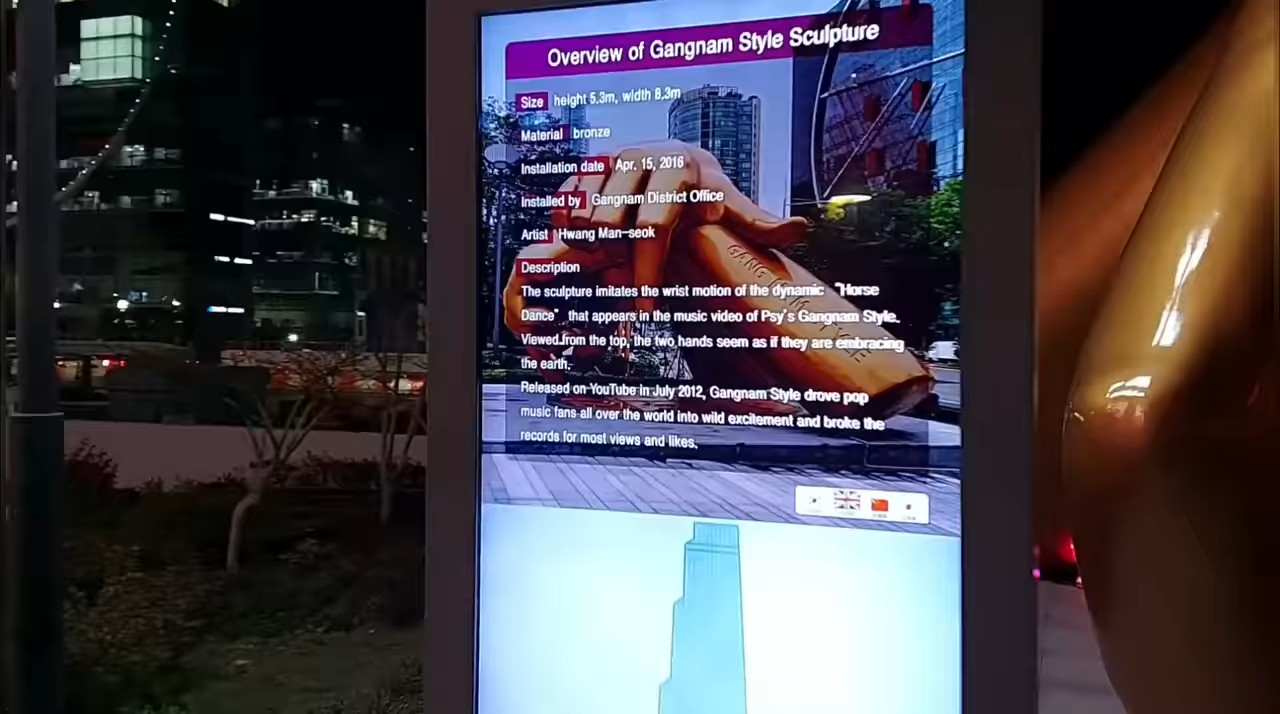 Overview of Gangnam Style Sculpture
Size height 5.3m, width 8.3m
Material bronze
Installation date Apr. 15, 2016
Installed by Gangnam District Office
Artist Hwang Man-seok
Description
The sculpture imitates the wrist motion of the dynamic "Horse
Dance" that appears in the music video of Psy's Gangnam Style.
Viewed from the top, the two hands seem as if they are embracing
the earth.
Released on YouTube in July 2012, Gangnam Style drove pop
music fans all over the world into wild excitement and broke the
records for most views and likes.